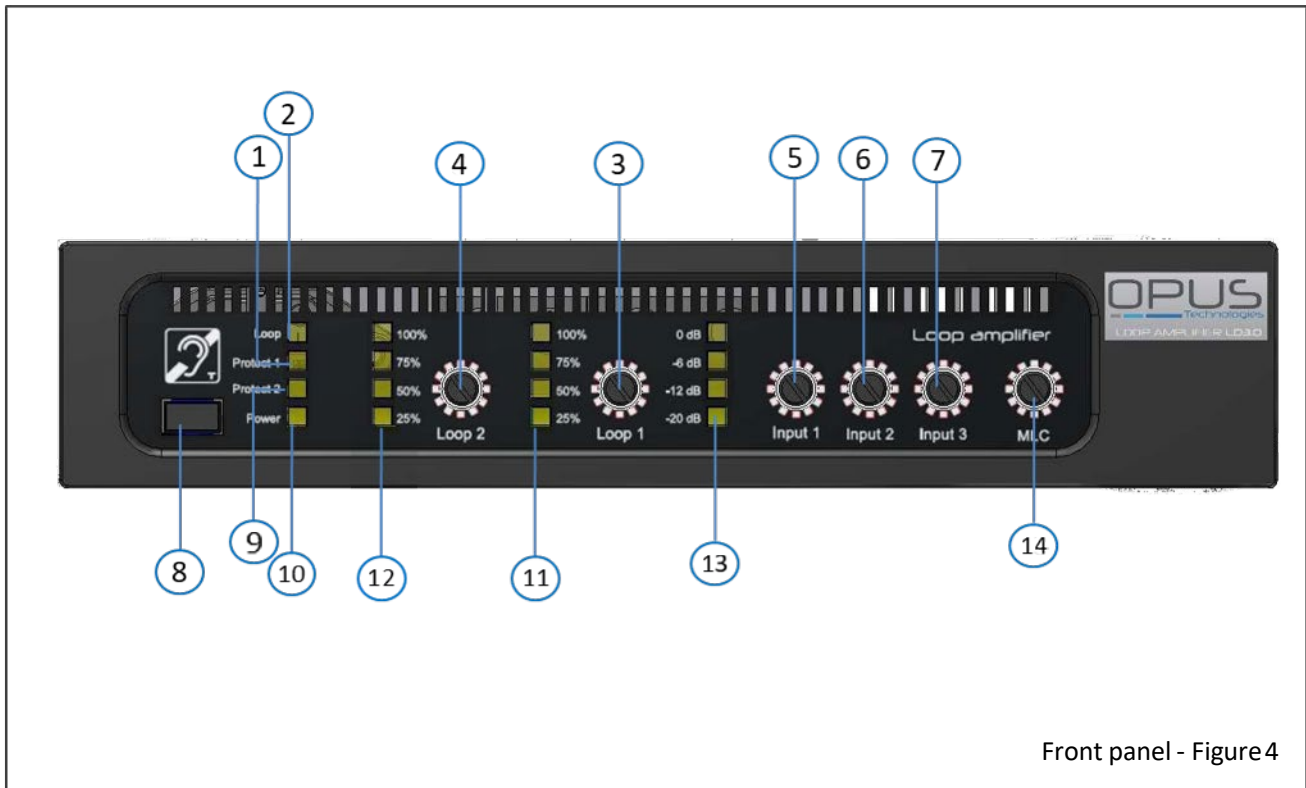 2
1
4
3
5
6
7
OPUS
Technologies
LOOP AMPLIFIER LD3.0
Loop
100%
100%
0 dB
Loop amplifier
Protect 1
75%
75%
-6 dB
T
Protect 2
50%
50%
-12 dB
Power
25%
Loop 2
25%
Loop 1
-20 dB
Input 1
Input 2
Input 3
MLC
8
9
10
12
11
13
14
Front panel - Figure 4